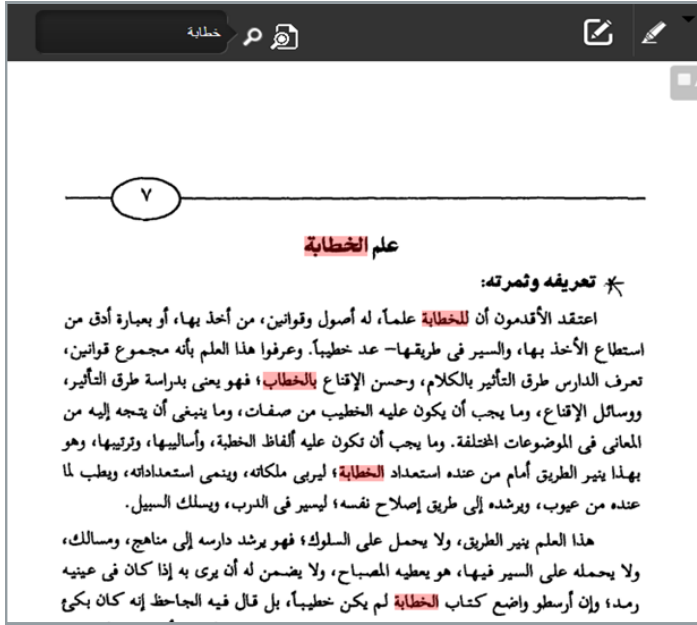 خطابة
٧
علم الخطابة
تعريفه وثمرته:
اعتقد الأقدمون أن للخطابة علماً، له أصول وقوانين، من أخذ بها، أو بعبارة أدق من
استطاع الأخذ بها، والسير فى طريقها– عد خطيباً. وعرفوا هذا العلم بأنه مجموع قوانين،
تعرف الدارس طرق التأثير بالكلام، وحسن الإقناع بالخطاب؛ فهو يعنى بدراسة طرق التأثير،
ووسائل الإقناع، وما يجب أن يكون عليه الخطيب من صفات، وما ينبغى أن يتجه إليه من
المعانى فى الموضوعات المختلفة. وما يجب أن تكون عليه ألفاظ الخطبة، وأساليبها، وترتيبها، وهو
بهذا ينير الطريق أمام من عنده استعداد الخطابة؛ ليربى ملكاته، وينمى استعداداته، ويطب لما
عنده من عيوب، ويرشده إلى طريق إصلاح نفسه؛ ليسير فى الدرب، ويسلك السبيل.
هذا العلم ينير الطريق، ولا يحمل على السلوك؛ فهو يرشد دارسه إلى مناهج، ومسالك،
ولا يحمله على السير فيها، هو يعطيه المصباح، ولا يضمن له أن يرى به إذا كان فى عينيه
رمد؛ وإن أرسطو واضع كتاب الخطابة لم يكن خطيباً، بل قال فيه الجاحظ إنه كان بكئ